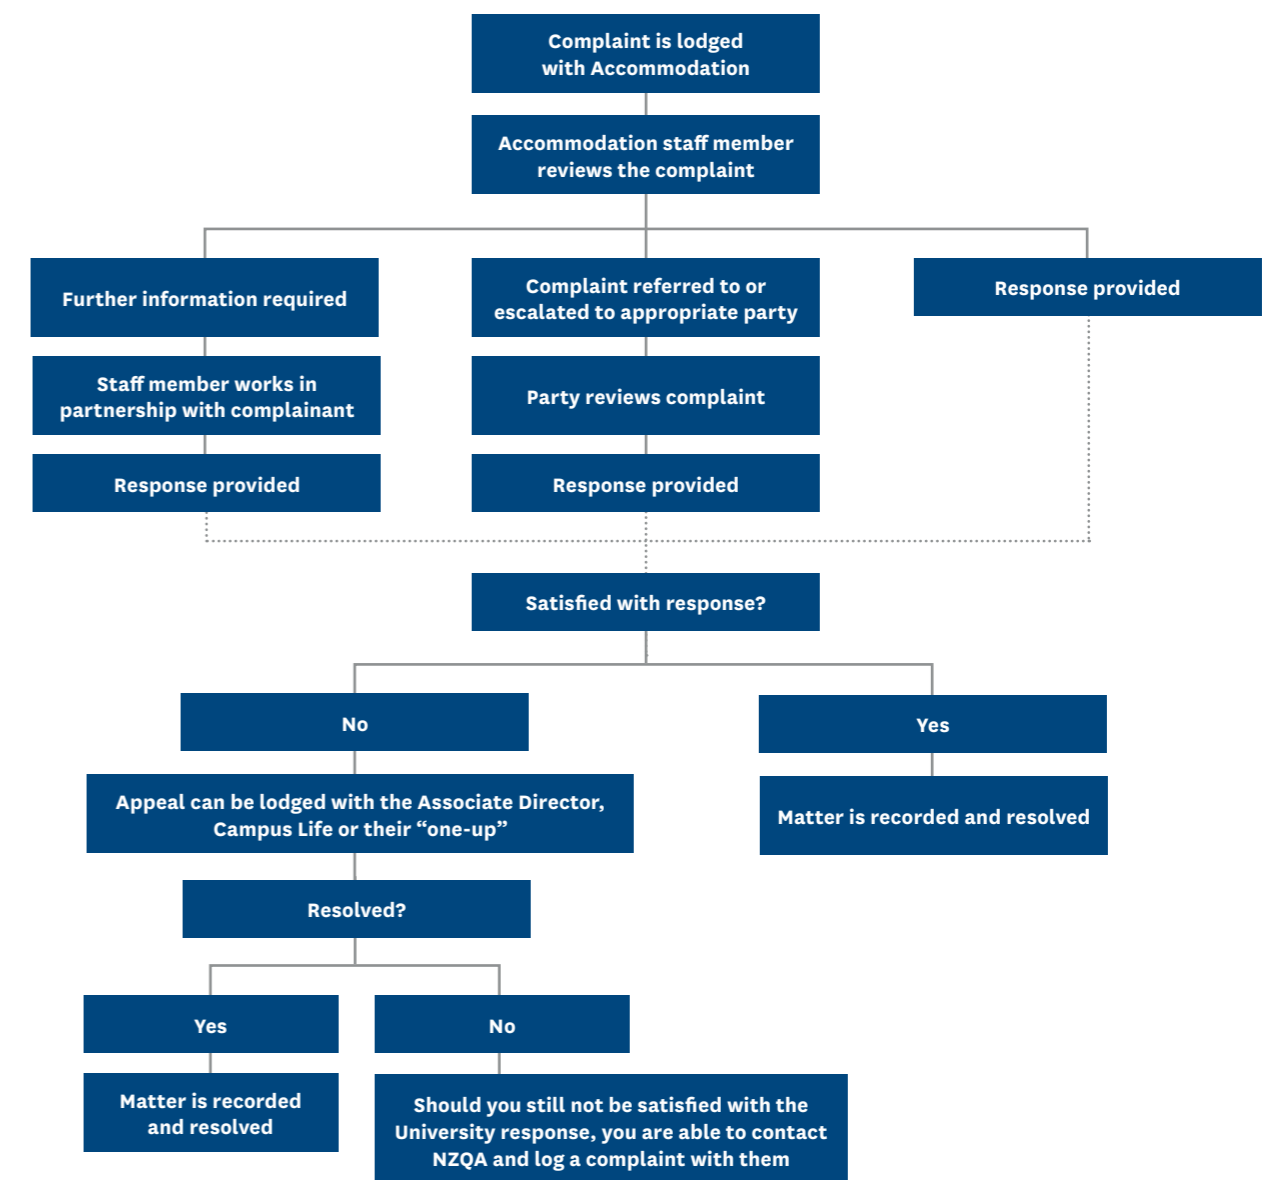 Complaint is lodged
with Accommodation
Accommodation staff member
reviews the complaint
Further information required
Complaint referred to or
escalated to appropriate party
Response provided
Staff member works in
partnership with complainant
Party reviews complaint
Response provided
Response provided
Satisfied with response?
No
Yes
Appeal can be lodged with the Associate Director,
Campus Life or their “one-up”
Matter is recorded and resolved
Resolved?
Yes
No
Matter is recorded
and resolved
Should you still not be satisfied with the
University response, you are able to contact
NZQA and log a complaint with them